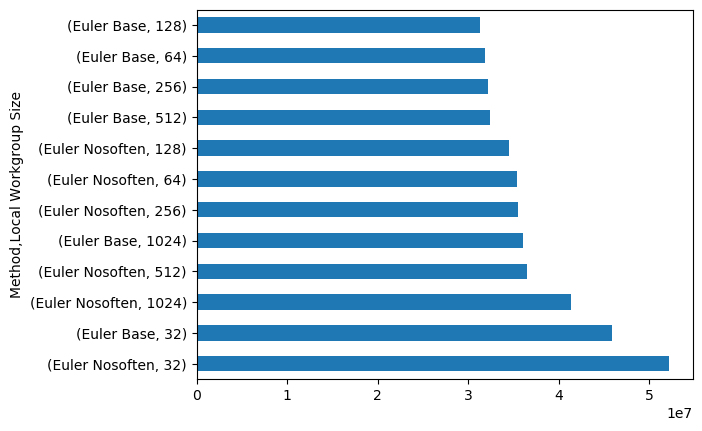 Method,Local Workgroup Size
(Euler Base, 128)
(Euler Base, 64)
(Euler Base, 256)
(Euler Base, 512)
(Euler Nosoften, 128)
(Euler Nosoften, 64)
(Euler Nosoften, 256)
(Euler Base, 1024)
(Euler Nosoften, 512)
(Euler Nosoften, 1024)
(Euler Base, 32)
(Euler Nosoften, 32)
0 1 2 3 4 5
1e7